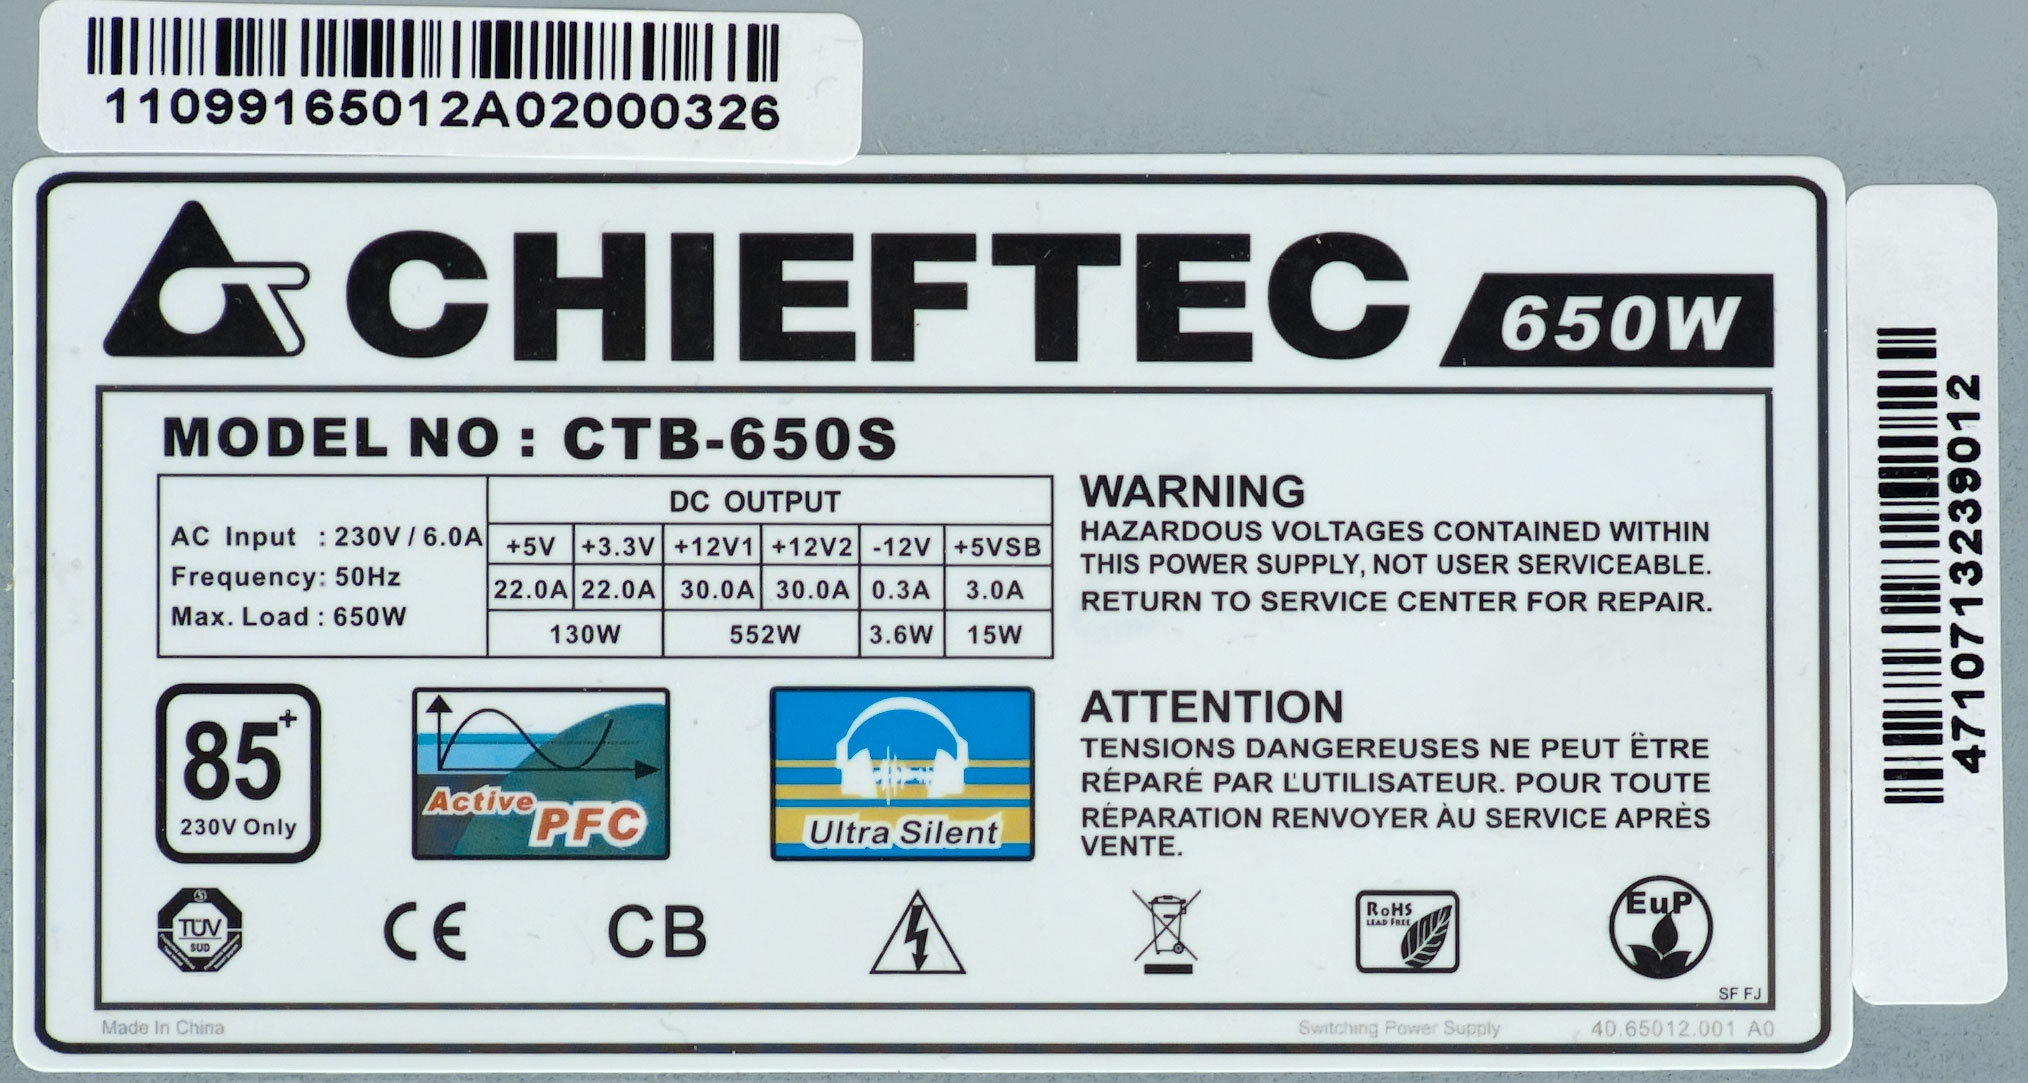 11099165012A02000326
CHIEFTEC 650W
MODEL NO : CTB-650S
AC Input : 230V / 6.0A
Frequency: 50Hz
Max. Load : 650W
DC OUTPUT
+5V +3.3V +12V1 +12V2 -12V +5VSB
22.0A 22.0A 30.0A 30.0A 0.3A 3.0A
130W 552W 3.6W 15W
WARNING
HAZARDOUS VOLTAGES CONTAINED WITHIN
THIS POWER SUPPLY, NOT USER SERVICEABLE.
RETURN TO SERVICE CENTER FOR REPAIR.
85+
230V Only
Active
PFC
Ultra Silent
ATTENTION
TENSIONS DANGEREUSES NE PEUT ÊTRE
RÉPARÉ PAR L'UTILISATEUR. POUR TOUTE
RÉPARATION RENVOYER ÀU SERVICE APRÈS
VENTE.
TÜV
SUD
CE
CB
RoHS
LEAD FREE
EuP
SF FJ
Made In China
Switching Power Supply
40.65012.001 A0
4710713239012